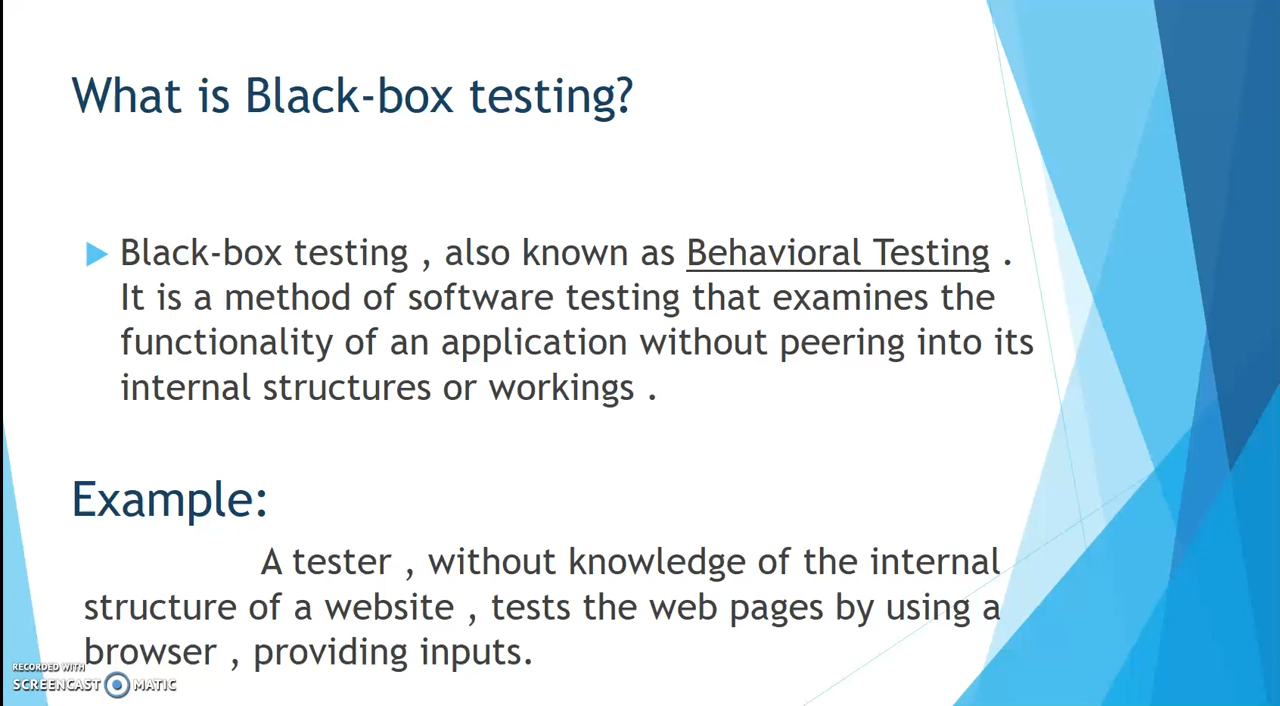 What is Black-box testing?
Black-box testing , also known as Behavioral Testing .
It is a method of software testing that examines the
functionality of an application without peering into its
internal structures or workings .
Example:
A tester , without knowledge of the internal
structure of a website , tests the web pages by using a
browser , providing inputs.
RECORDED WITH
SCREENCAST MATIC